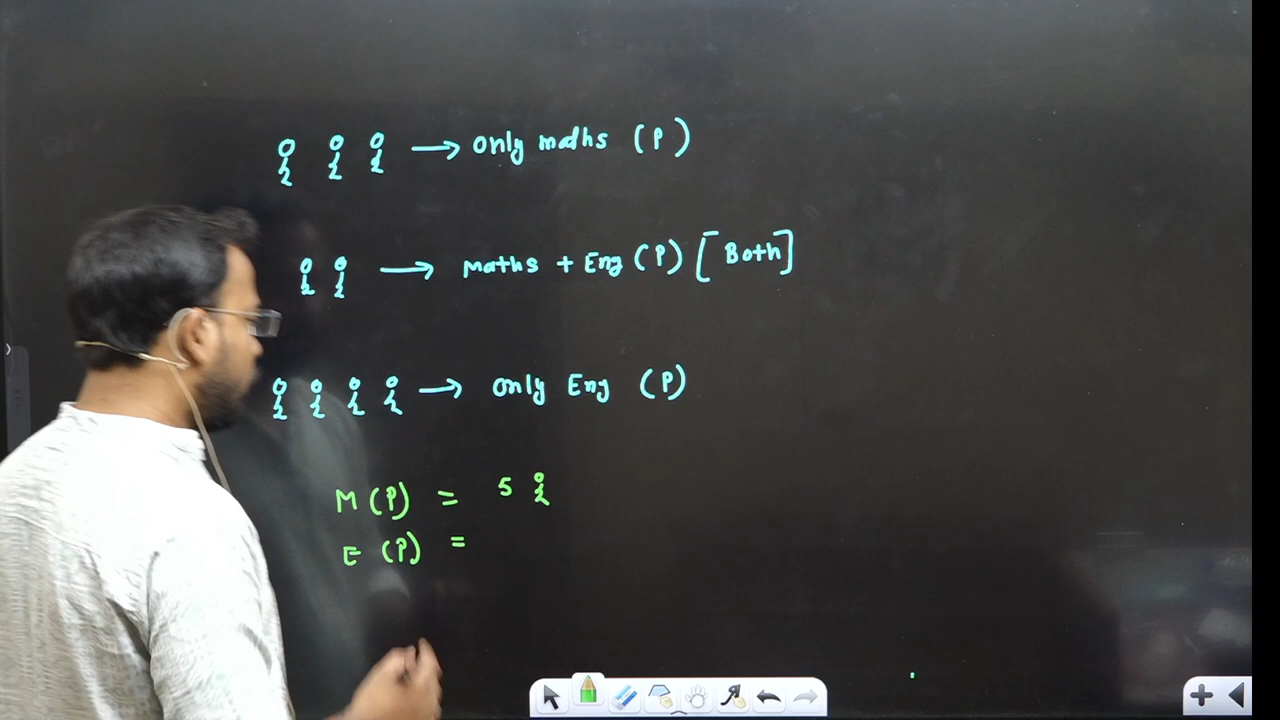 → only maths (P)
→ maths + Eng (P) [Both]
→ only Eng (P)
M (P) = 5
E (P) =